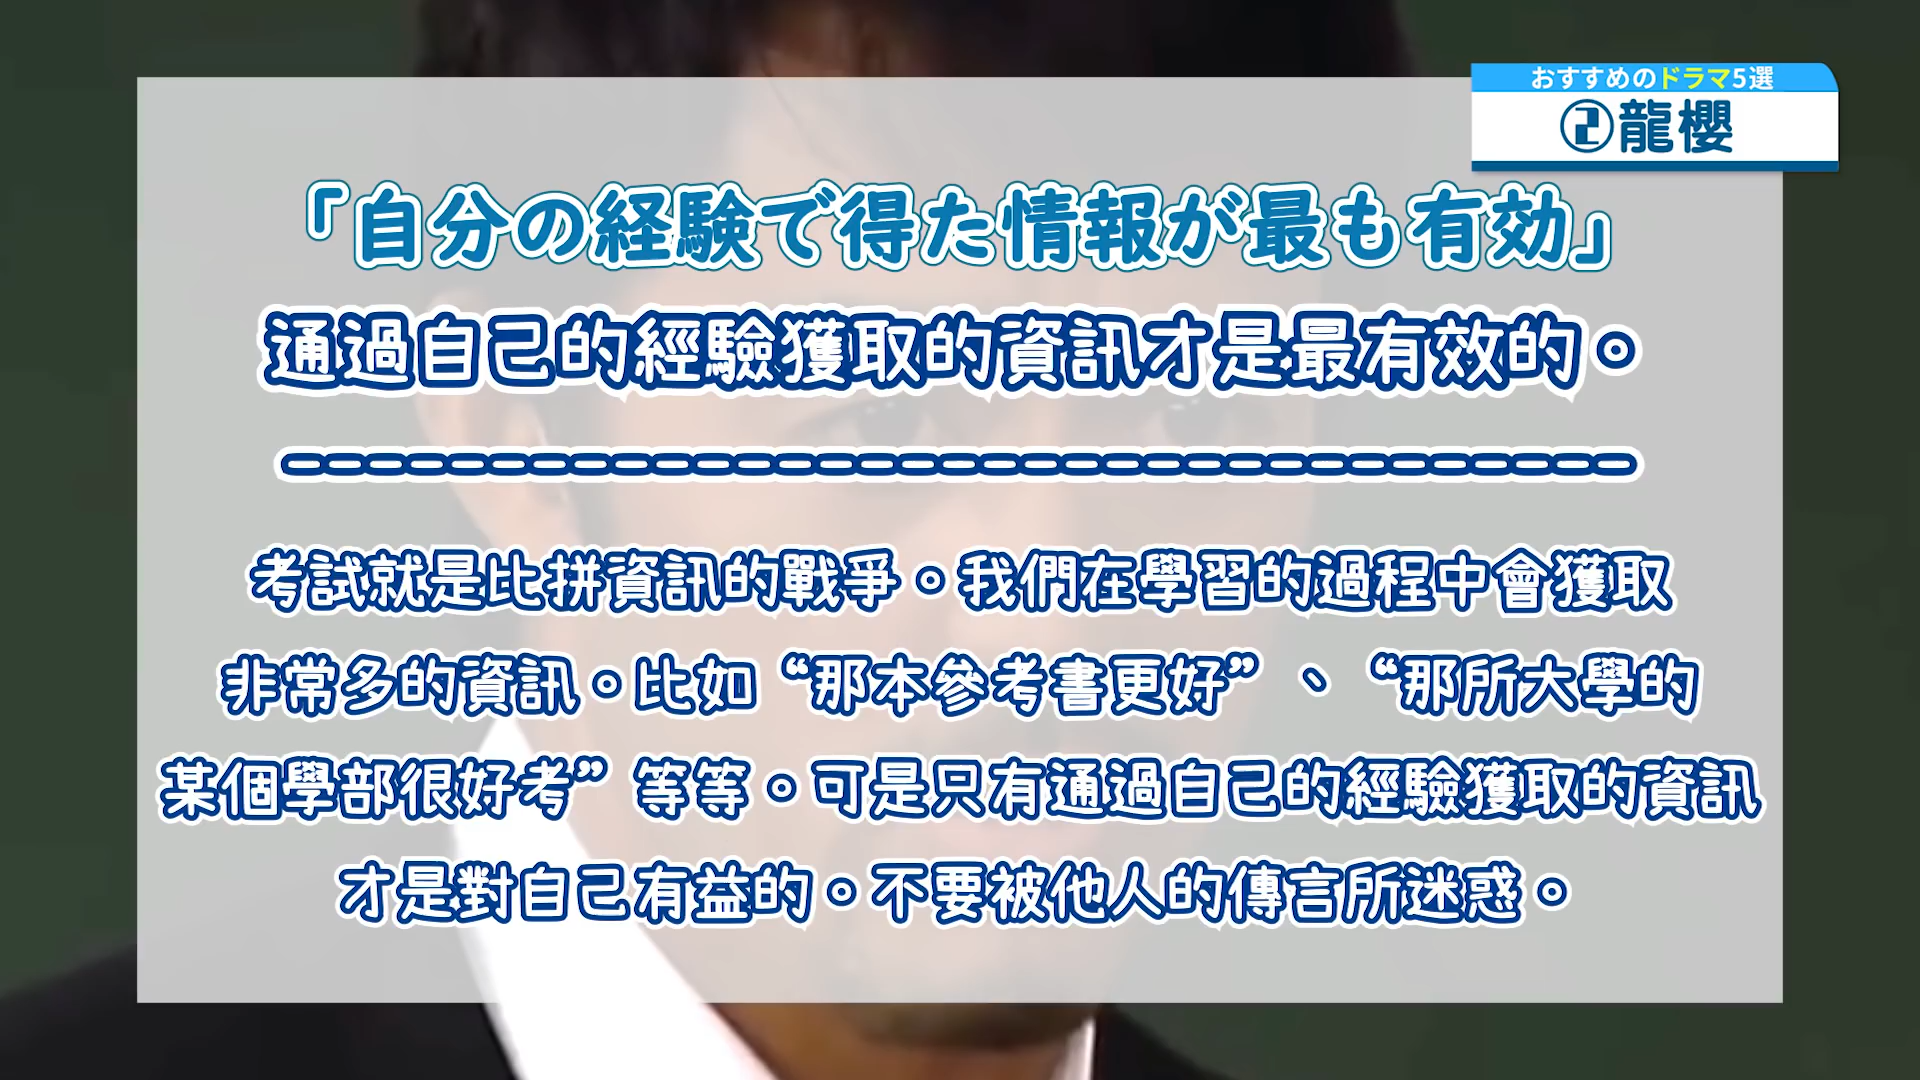 おすすめのドラマ5選
②龍櫻
「自分の経験で得た情報が最も有効」
通過自己的經驗獲取的資訊才是最有效的。
---------------------------------
考試就是比拼資訊的戰爭。我們在學習的過程中會獲取
非常多的資訊。比如“那本參考書更好”、“那所大學的
某個學部很好考”等等。可是只有通過自己的經驗獲取的資訊
才是對自己有益的。不要被他人的傳言所迷惑。